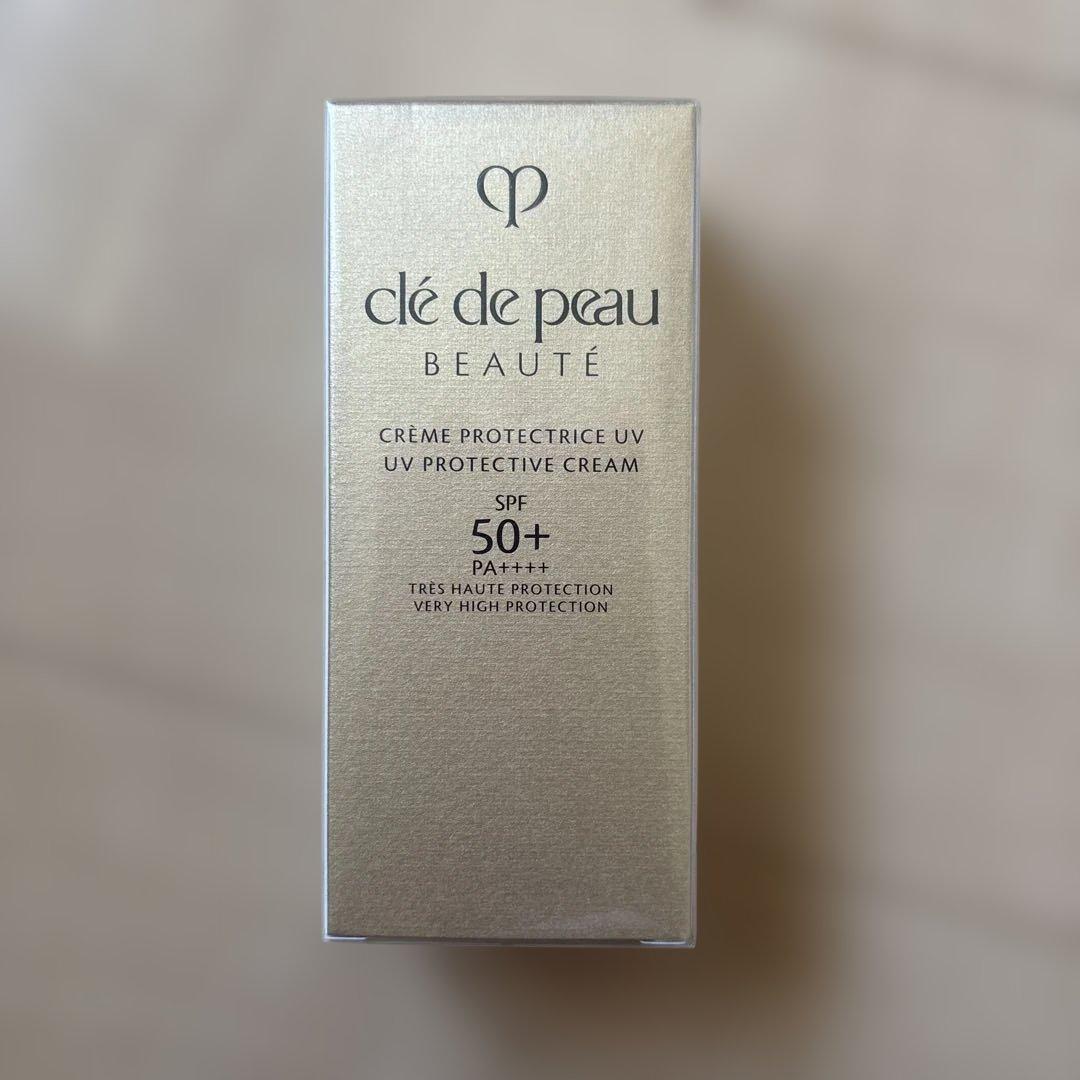 clé de peau
BEAUTÉ
CRÈME PROTECTRICE UV
UV PROTECTIVE CREAM
SPF
50+
PA++++
TRÈS HAUTE PROTECTION
VERY HIGH PROTECTION